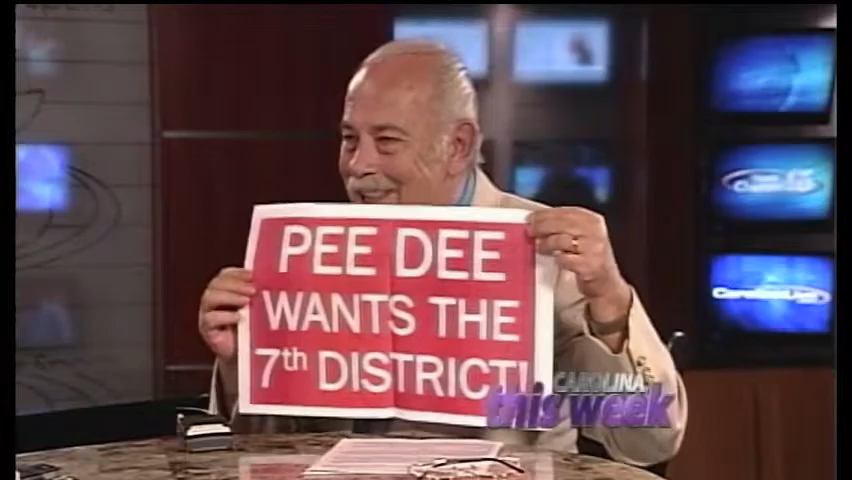 PEE DEE
WANTS THE
7th DISTRICT!
CAROLINA
this week